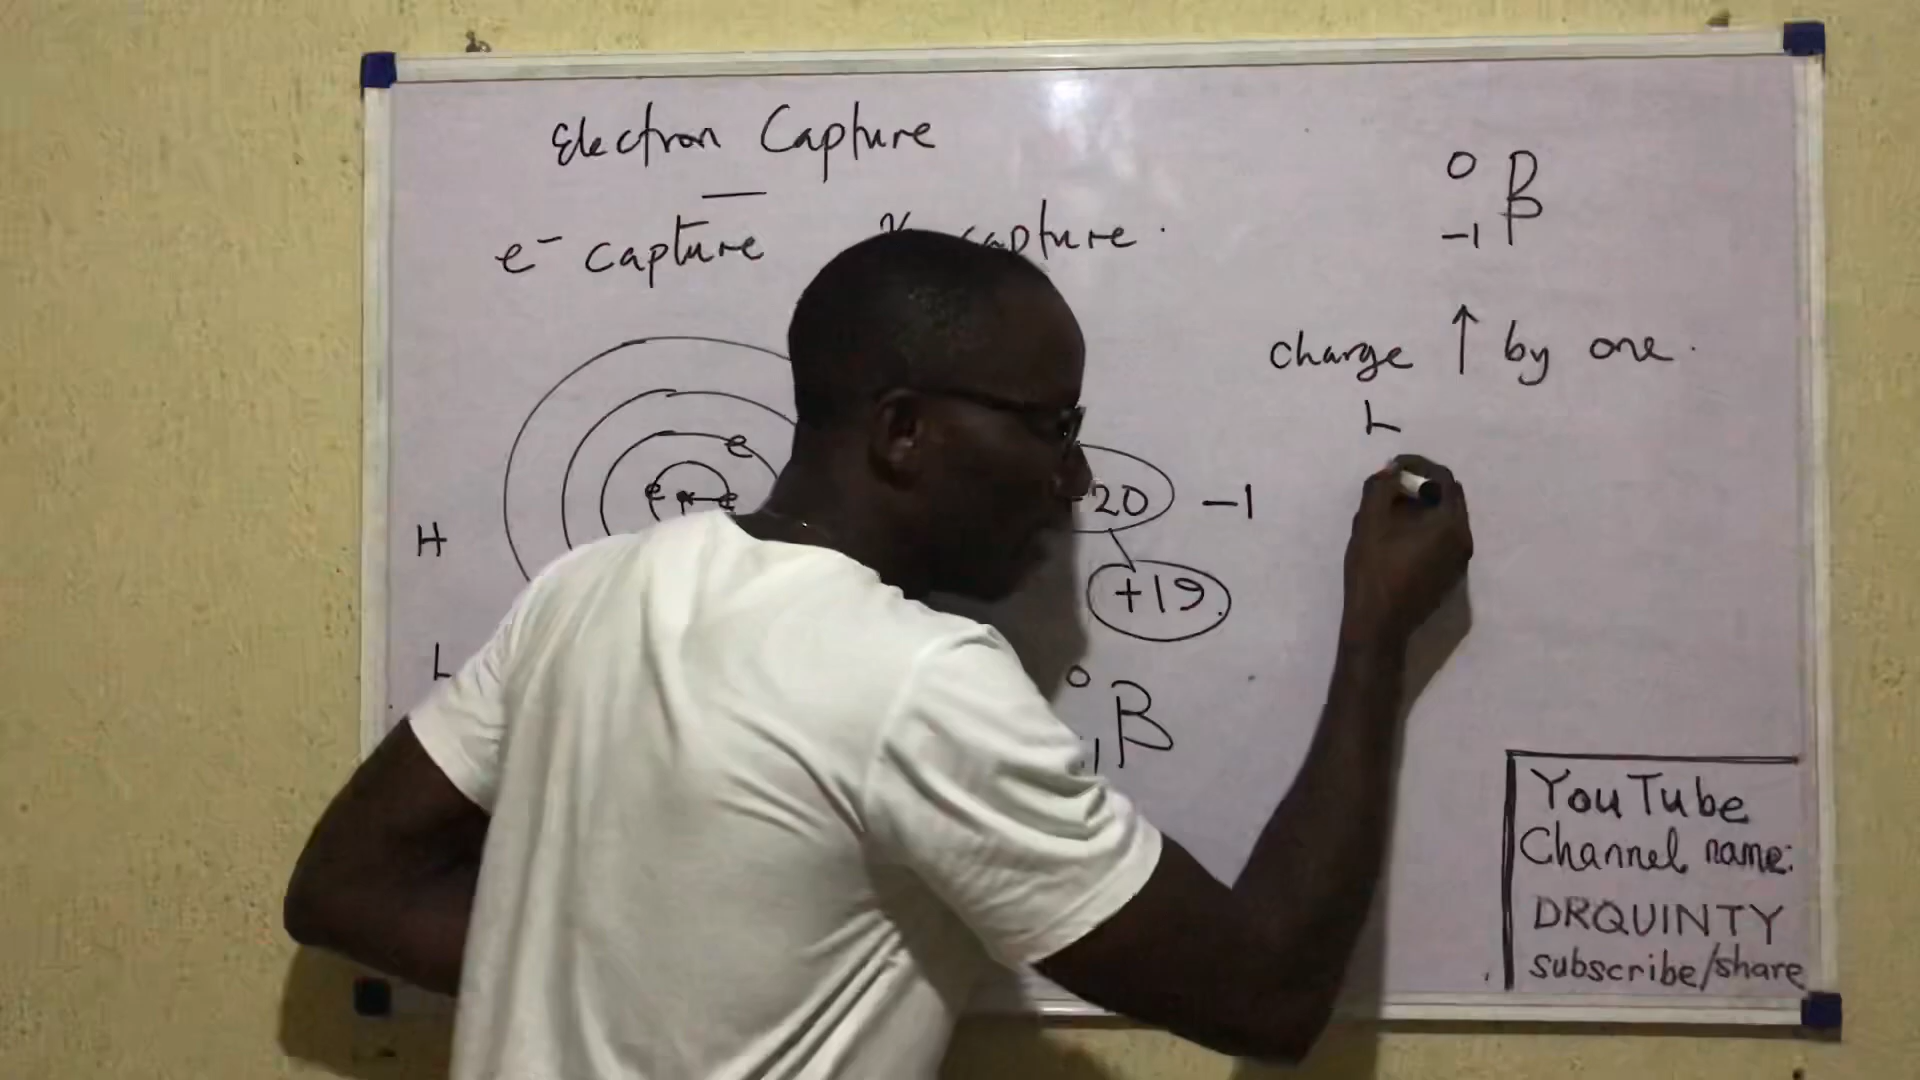 Electron Capture
e⁻ capture capture.
0
-1 β
charge ↑ by one.
L
e
e e
20 -1
+19
H
L
0
β
YouTube
Channel name:
DRQUINTY
subscribe/share